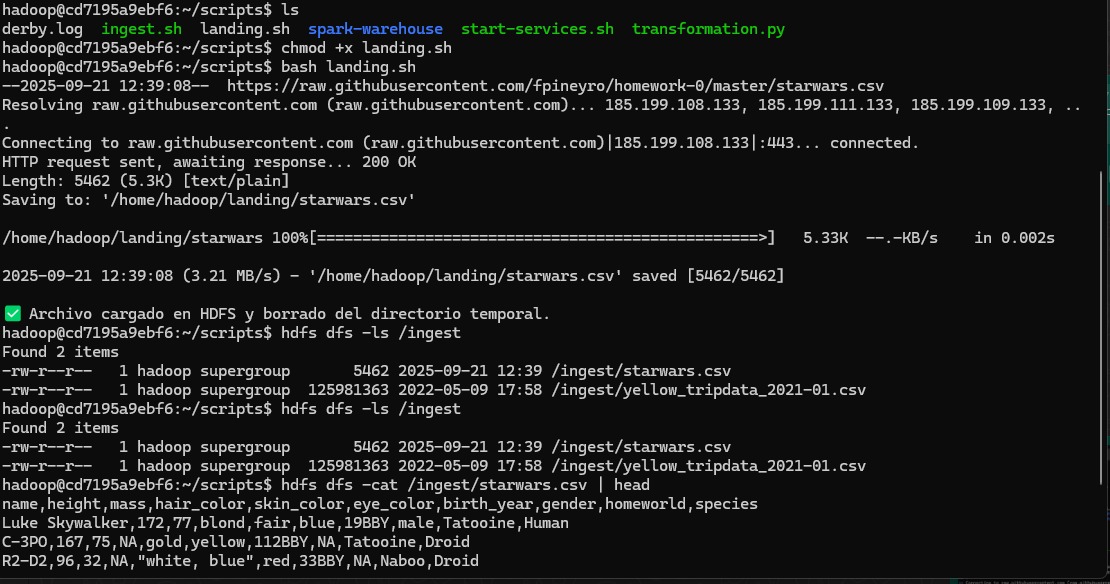 hadoop@cd7195a9ebf6:~/scripts$ ls
derby.log  ingest.sh  landing.sh  spark-warehouse  start-services.sh  transformation.py
hadoop@cd7195a9ebf6:~/scripts$ chmod +x landing.sh
hadoop@cd7195a9ebf6:~/scripts$ bash landing.sh
--2025-09-21 12:39:08--  https://raw.githubusercontent.com/fpineyro/homework-0/master/starwars.csv
Resolving raw.githubusercontent.com (raw.githubusercontent.com)... 185.199.108.133, 185.199.111.133, 185.199.109.133, ..
.
Connecting to raw.githubusercontent.com (raw.githubusercontent.com)|185.199.108.133|:443... connected.
HTTP request sent, awaiting response... 200 OK
Length: 5462 (5.3K) [text/plain]
Saving to: '/home/hadoop/landing/starwars.csv'
/home/hadoop/landing/starwars 100%[=================================================>]   5.33K  --.-KB/s    in 0.002s
2025-09-21 12:39:08 (3.21 MB/s) - '/home/hadoop/landing/starwars.csv' saved [5462/5462]
✅ Archivo cargado en HDFS y borrado del directorio temporal.
hadoop@cd7195a9ebf6:~/scripts$ hdfs dfs -ls /ingest
Found 2 items
-rw-r--r--   1 hadoop supergroup       5462 2025-09-21 12:39 /ingest/starwars.csv
-rw-r--r--   1 hadoop supergroup  125981363 2022-05-09 17:58 /ingest/yellow_tripdata_2021-01.csv
hadoop@cd7195a9ebf6:~/scripts$ hdfs dfs -ls /ingest
Found 2 items
-rw-r--r--   1 hadoop supergroup       5462 2025-09-21 12:39 /ingest/starwars.csv
-rw-r--r--   1 hadoop supergroup  125981363 2022-05-09 17:58 /ingest/yellow_tripdata_2021-01.csv
hadoop@cd7195a9ebf6:~/scripts$ hdfs dfs -cat /ingest/starwars.csv | head
name,height,mass,hair_color,skin_color,eye_color,birth_year,gender,homeworld,species
Luke Skywalker,172,77,blond,fair,blue,19BBY,male,Tatooine,Human
C-3PO,167,75,NA,gold,yellow,112BBY,NA,Tatooine,Droid
R2-D2,96,32,NA,"white, blue",red,33BBY,NA,Naboo,Droid